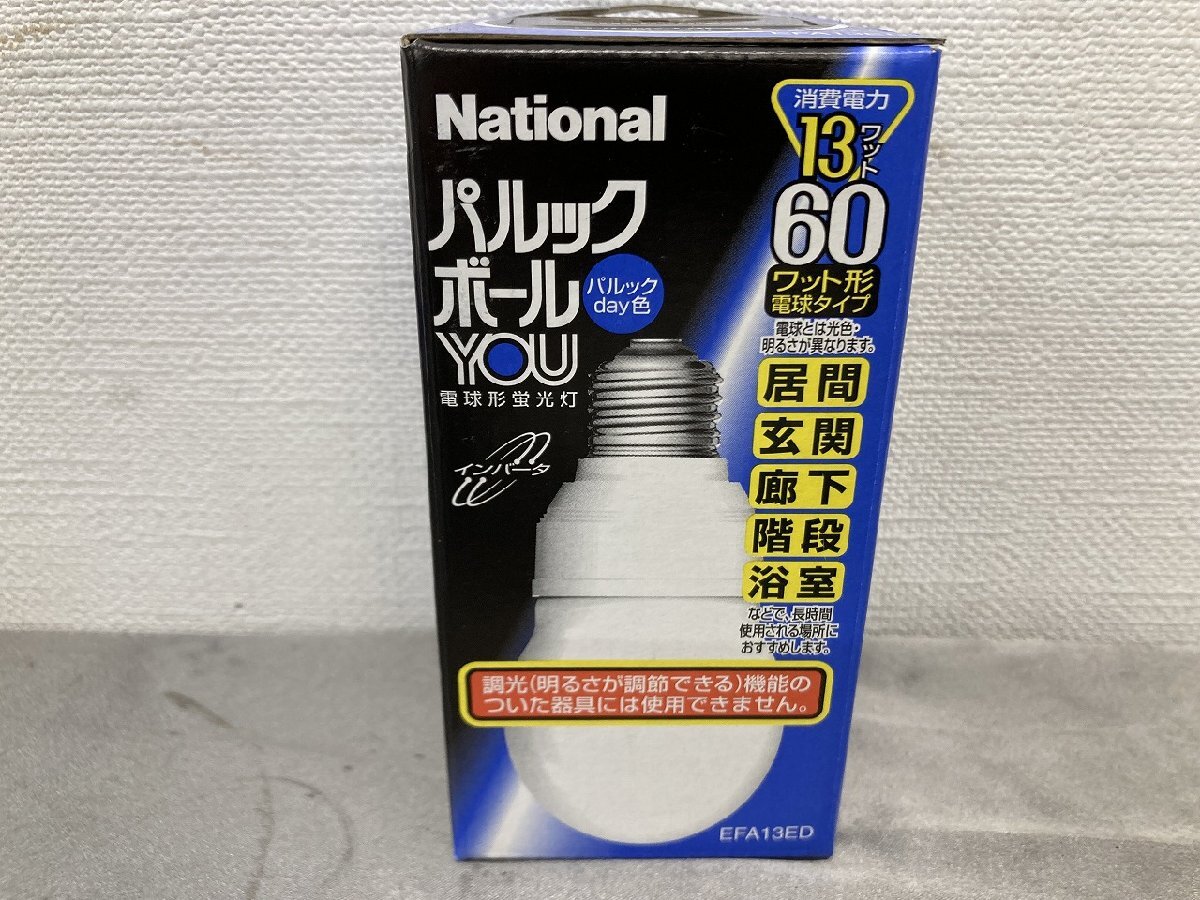 National
パルック
ボール
YOU
電球形蛍光灯
パルック
day色
インバータ
消費電力
13ワット
60
ワット形
電球タイプ
電球とは光色・
明るさが異なります。
居間
玄関
廊下
階段
浴室
などで、長時間
使用される場所に
おすすめします。
調光(明るさが調節できる)機能の
ついた器具には使用できません。
EFA13ED